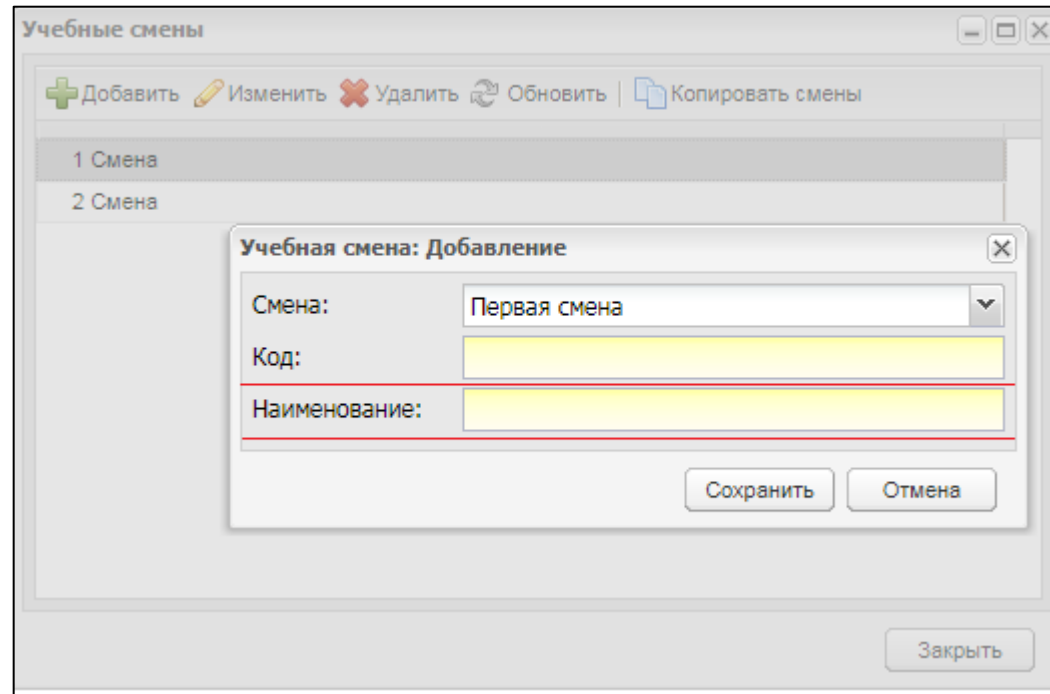 Учебные смены
Добавить Изменить Удалить Обновить | Копировать смены
1 Смена
2 Смена
Учебная смена: Добавление
Смена: Первая смена
Код:
Наименование:
Сохранить Отмена
Закрыть